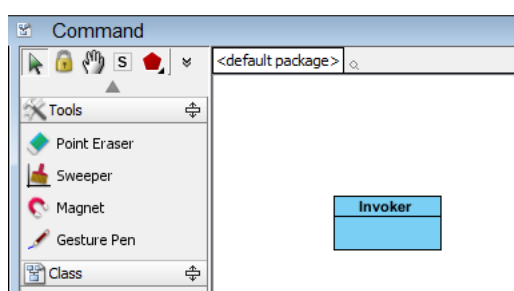 Command
S
<default package>
Tools
Point Eraser
Sweeper
Magnet
Gesture Pen
Invoker
Class